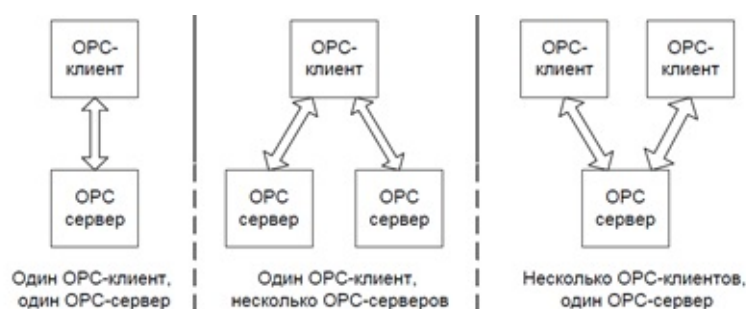 OPC-
клиент
OPC
сервер
Один OPC-клиент,
один OPC-сервер
OPC-
клиент
OPC
сервер
OPC
сервер
Один OPC-клиент,
несколько OPC-серверов
OPC-
клиент
OPC-
клиент
OPC
сервер
Несколько OPC-клиентов,
один OPC-сервер